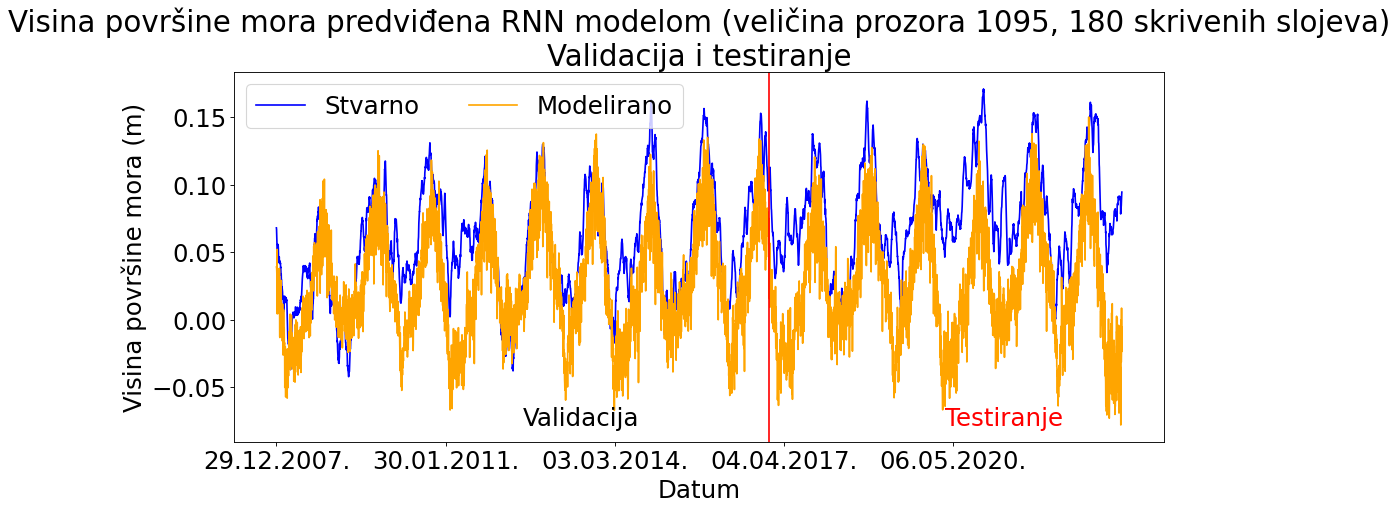 Visina površine mora predviđena RNN modelom (veličina prozora 1095, 180 skrivenih slojeva)
Validacija i testiranje
Stvarno
Modelirano
Visina površine mora (m)
0.15
0.10
0.05
0.00
−0.05
Validacija
Testiranje
29.12.2007.
30.01.2011.
03.03.2014.
04.04.2017.
06.05.2020.
Datum